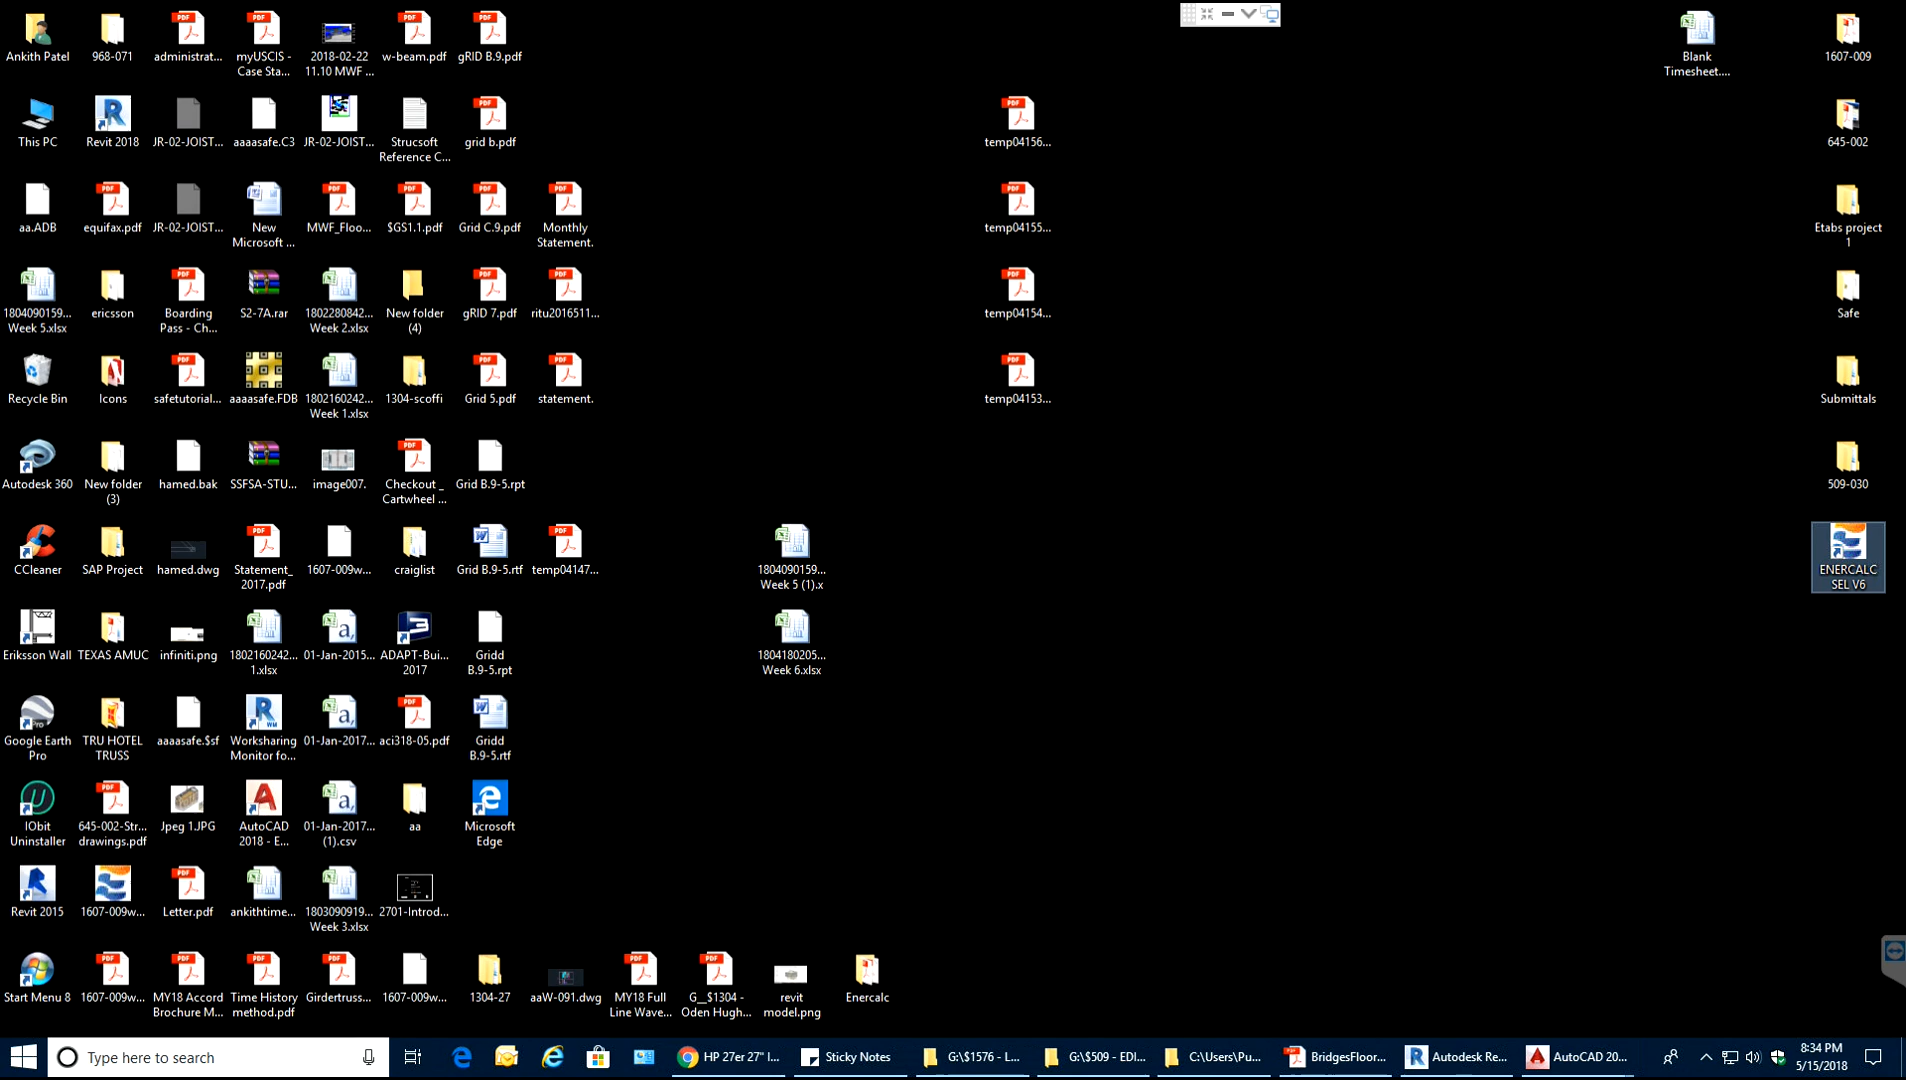 Ankith Patel
968-071
administrat...
myUSCIS -
Case Sta...
2018-02-22
11.10 MWF ...
w-beam.pdf
gRID B.9.pdf
Blank
Timesheet....
1607-009
This PC
Revit 2018
JR-02-JOIST...
aaaasafe.C3
JR-02-JOIST...
Strucsoft
Reference C...
grid b.pdf
temp04156...
645-002
aa.ADB
equifax.pdf
JR-02-JOIST...
New
Microsoft ...
MWF_Floo...
$GS1.1.pdf
Grid C.9.pdf
Monthly
Statement.
temp04155...
Etabs project
1
1804090159...
Week 5.xlsx
ericsson
Boarding
Pass - Ch...
S2-7A.rar
1802280842...
Week 2.xlsx
New folder
(4)
gRID 7.pdf
ritu2016511...
temp04154...
Safe
Recycle Bin
Icons
safetutorial...
aaaasafe.FDB
1802160242...
Week 1.xlsx
1304-scoffi
Grid 5.pdf
statement.
temp04153...
Submittals
Autodesk 360
New folder
(3)
hamed.bak
SSFSA-STU...
image007.
Checkout _
Cartwheel ...
Grid B.9-5.rpt
509-030
CCleaner
SAP Project
hamed.dwg
Statement_
2017.pdf
1607-009w...
craiglist
Grid B.9-5.rtf
temp04147...
1804090159...
Week 5 (1).x
ENERCALC
SEL V6
Eriksson Wall
TEXAS AMUC
infiniti.png
1802160242...
1.xlsx
01-Jan-2015...
ADAPT-Bui...
2017
Gridd
B.9-5.rpt
1804180205...
Week 6.xlsx
Google Earth
Pro
TRU HOTEL
TRUSS
aaaasafe.$sf
Worksharing
Monitor fo...
01-Jan-2017...
aci318-05.pdf
Gridd
B.9-5.rtf
IObit
Uninstaller
645-002-Str...
drawings.pdf
Jpeg 1.JPG
AutoCAD
2018 - E...
01-Jan-2017...
(1).csv
aa
Microsoft
Edge
Revit 2015
1607-009w...
Letter.pdf
ankithtime...
1803090919...
Week 3.xlsx
2701-Introd...
Start Menu 8
1607-009w...
MY18 Accord
Brochure M...
Time History
method.pdf
Girdertruss...
1607-009w...
1304-27
aaW-091.dwg
MY18 Full
Line Wave...
G__$1304 -
Oden Hugh...
revit
model.png
Enercalc
Type here to search
HP 27er 27" I...
Sticky Notes
G:\$1576 - L...
G:\$509 - EDI...
C:\Users\Pu...
BridgesFloor...
Autodesk Re...
AutoCAD 20...
8:34 PM
5/15/2018